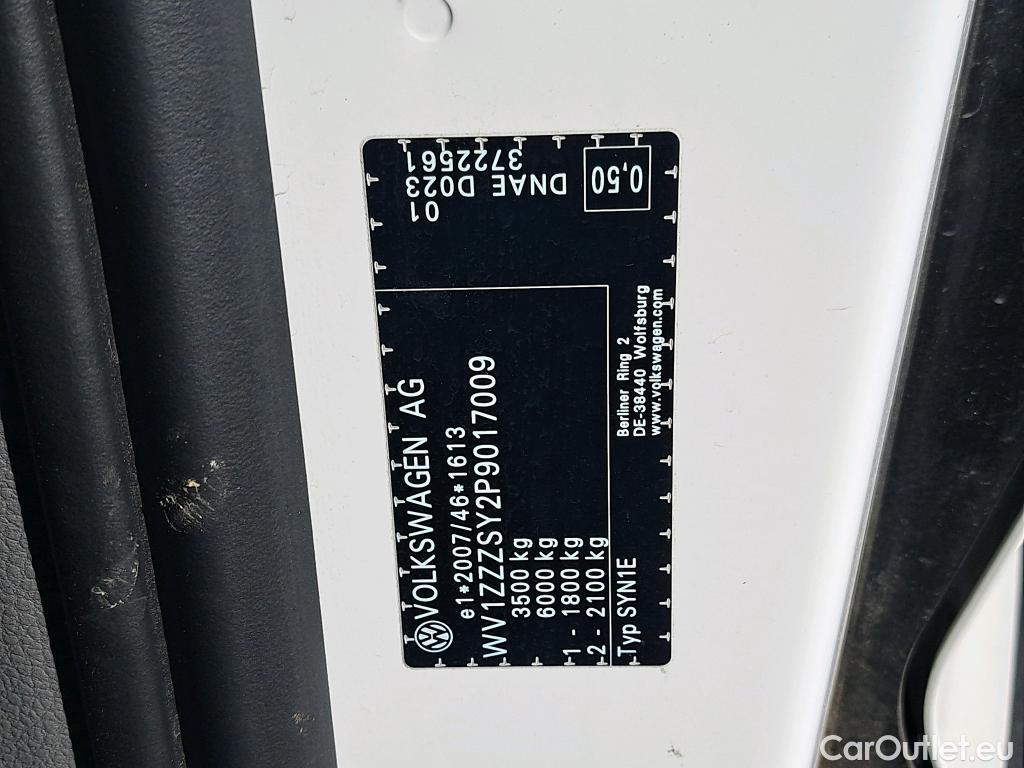 VOLKSWAGEN AG
e1*2007/46*1613
WV1ZZZSY2P9017009
3500 kg
6000 kg
1 - 1800 kg
2 - 2100 kg
Typ SYN1E
Berliner Ring 2
DE-38440 Wolfsburg
www.volkswagen.com
01
D023
3722561
DNAE
0,50
CarOutlet.eu